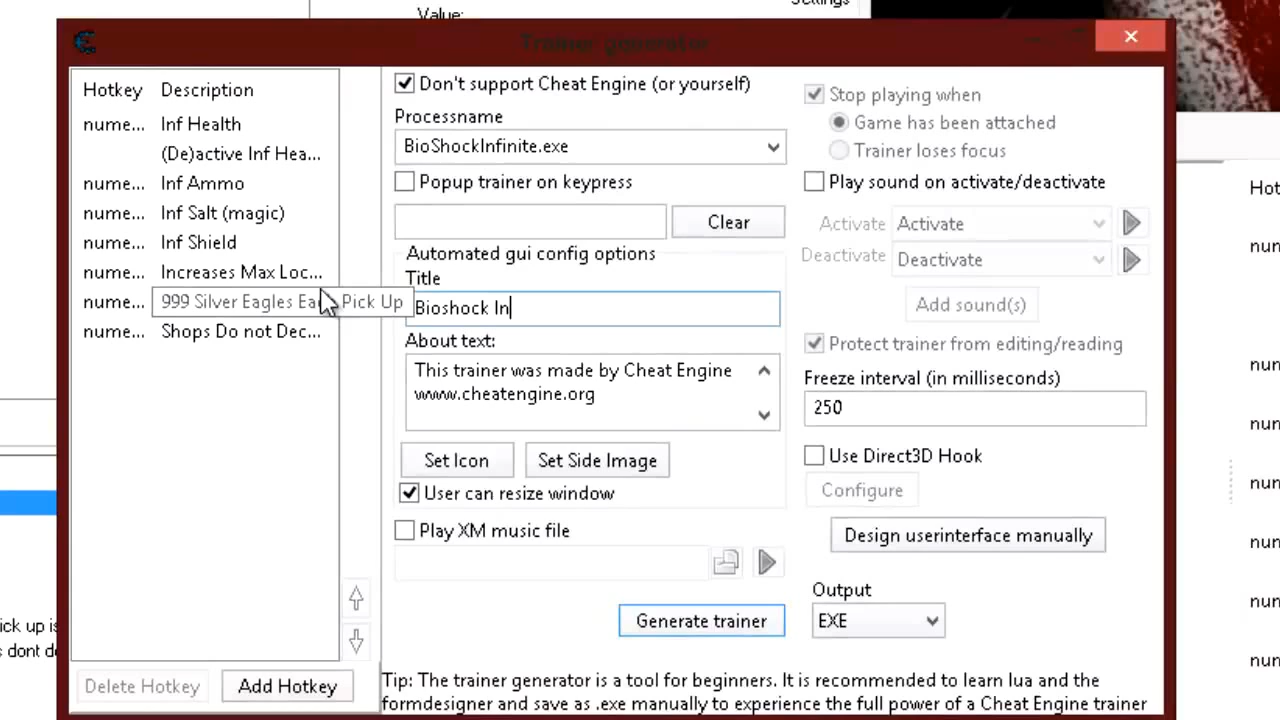 Value:
Settings
Trainer generator
Hotkey Description
nume... Inf Health
(De)active Inf Hea...
nume... Inf Ammo
nume... Inf Salt (magic)
nume... Inf Shield
nume... Increases Max Loc...
nume... 999 Silver Eagles Ea Pick Up
nume... Shops Do not Dec...
Delete Hotkey Add Hotkey
Don't support Cheat Engine (or yourself)
Processname
BioShockInfinite.exe
Popup trainer on keypress
Clear
Automated gui config options
Title
Bioshock In
About text:
This trainer was made by Cheat Engine
www.cheatengine.org
Set Icon Set Side Image
User can resize window
Play XM music file
Generate trainer
Stop playing when
Game has been attached
Trainer loses focus
Play sound on activate/deactivate
Activate Activate
Deactivate Deactivate
Add sound(s)
Protect trainer from editing/reading
Freeze interval (in milliseconds)
250
Use Direct3D Hook
Configure
Design userinterface manually
Output
EXE
Tip: The trainer generator is a tool for beginners. It is recommended to learn lua and the
formdesigner and save as .exe manually to experience the full power of a Cheat Engine trainer
ick up is
s dont de
Hot
num
num
num
num
num
num
num